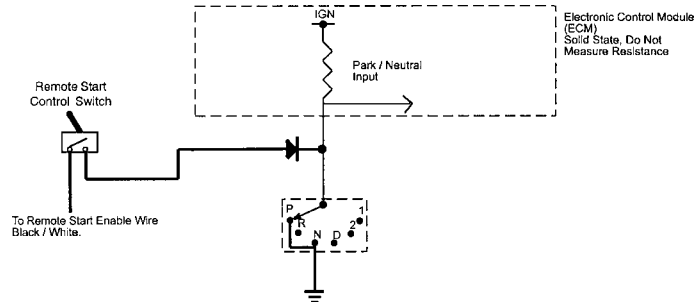 IGN
Electronic Control Module
(ECM)
Solid State, Do Not
Measure Resistance
Park / Neutral
Input
Remote Start
Control Switch
To Remote Start Enable Wire
Black / White.
P
R
N
D
2
1